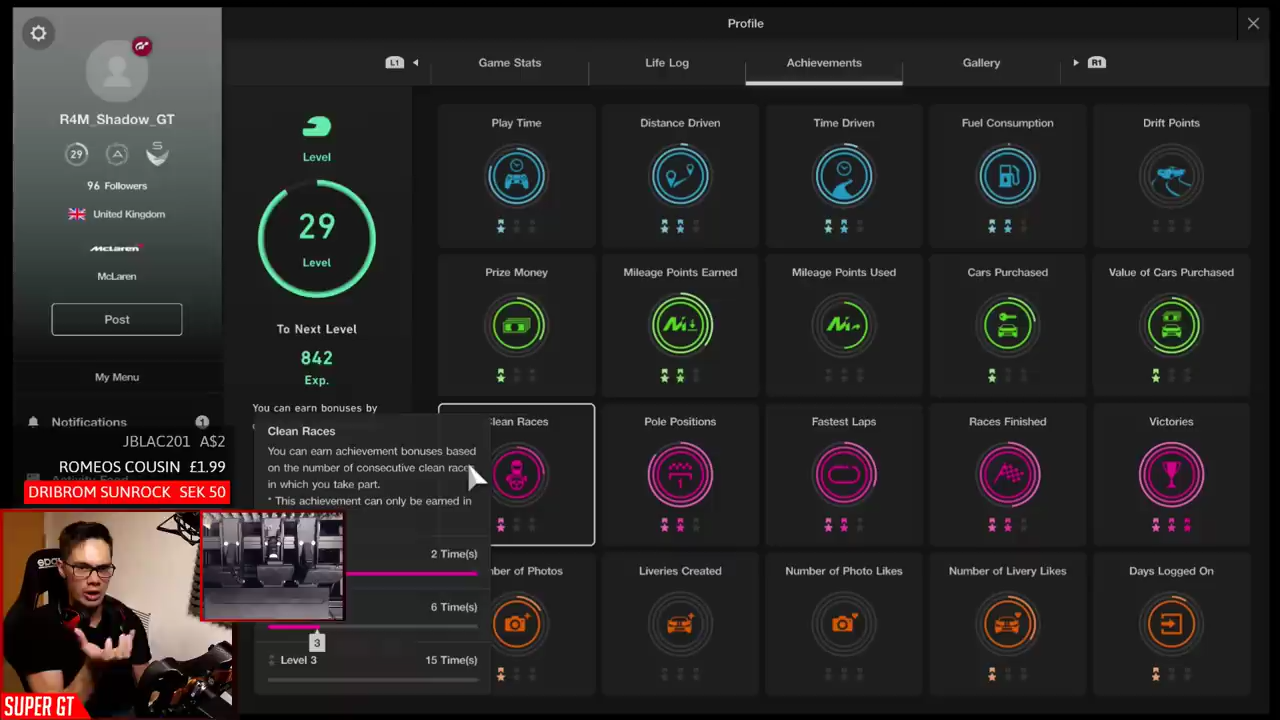 Profile
L1
Game Stats
Life Log
Achievements
Gallery
R1
R4M_Shadow_GT
29
A
S
96 Followers
United Kingdom
McLaren
McLaren
Post
My Menu
Notifications
1
JBLAC201 A$2
ROMEOS COUSIN £1.99
DRIBROM SUNROCK SEK 50
SUPER GT
Level
29
Level
To Next Level
842
Exp.
You can earn bonuses by
Clean Races
You can earn achievement bonuses based
on the number of consecutive clean race
in which you take part.
* This achievement can only be earned in
2 Time(s)
6 Time(s)
3
Level 3
15 Time(s)
Play Time
Distance Driven
Time Driven
Fuel Consumption
Drift Points
Prize Money
Mileage Points Earned
Mileage Points Used
Cars Purchased
Value of Cars Purchased
Clean Races
Pole Positions
1
Fastest Laps
Races Finished
Victories
ber of Photos
Liveries Created
Number of Photo Likes
Number of Livery Likes
Days Logged On